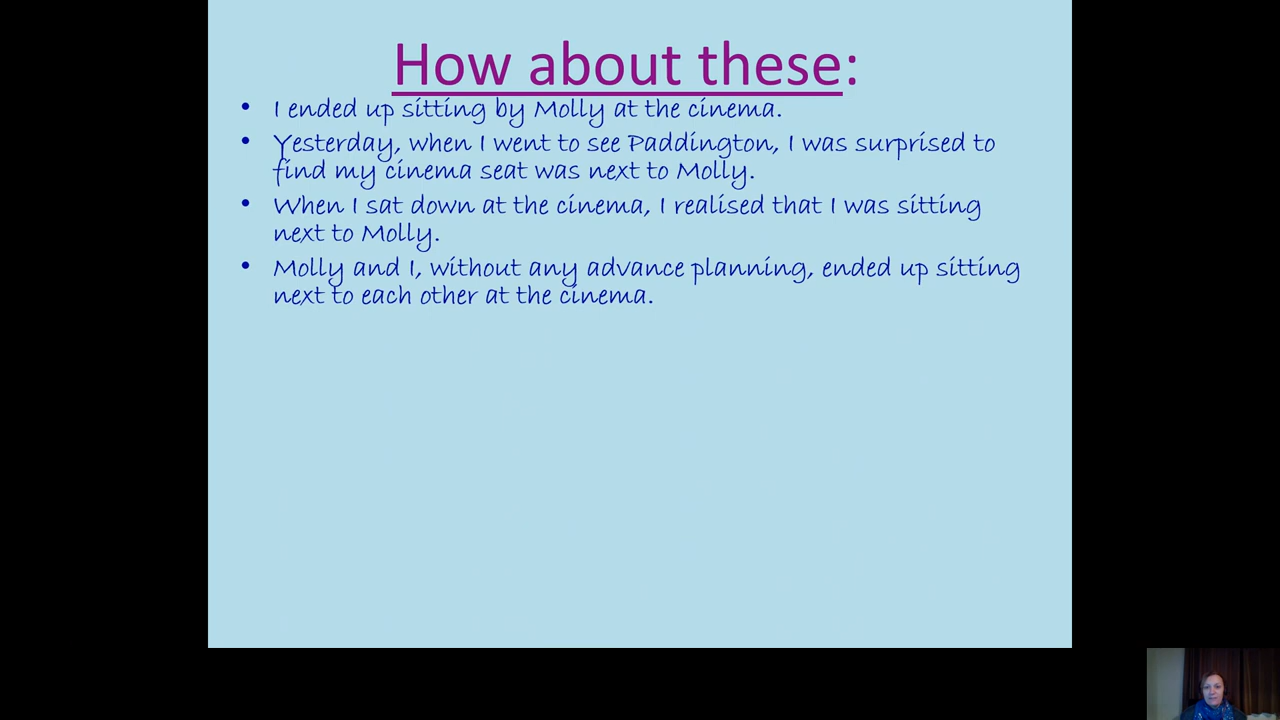 How about these:
• I ended up sitting by Molly at the cinema.
• Yesterday, when I went to see Paddington, I was surprised to
find my cinema seat was next to Molly.
• When I sat down at the cinema, I realised that I was sitting
next to Molly.
• Molly and I, without any advance planning, ended up sitting
next to each other at the cinema.